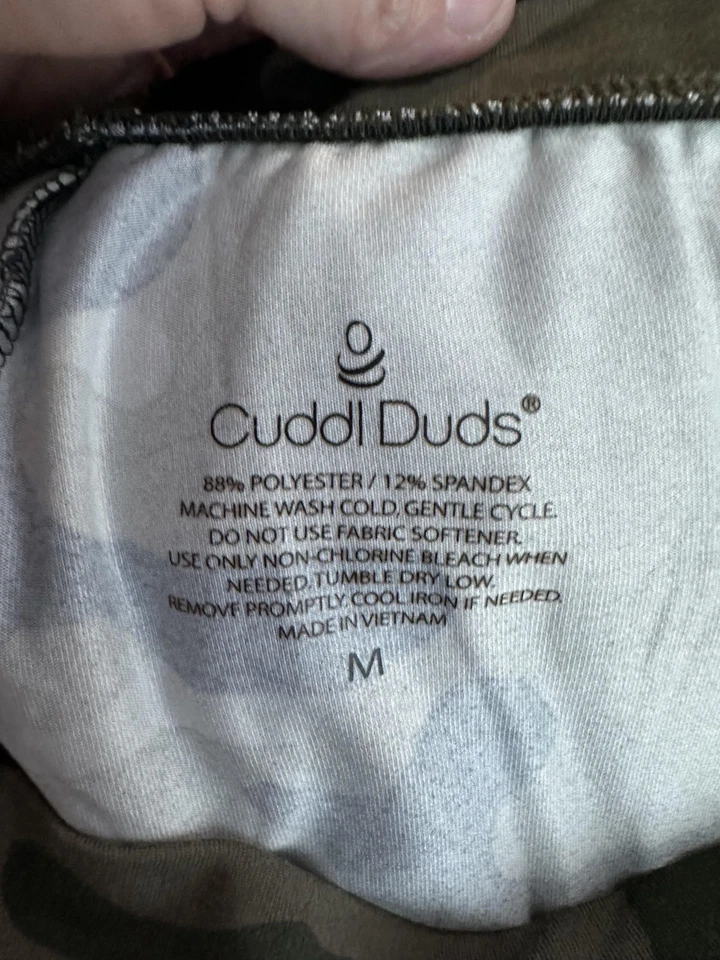 Cuddl Duds®
88% POLYESTER / 12% SPANDEX
MACHINE WASH COLD, GENTLE CYCLE.
DO NOT USE FABRIC SOFTENER.
USE ONLY NON-CHLORINE BLEACH WHEN
NEEDED. TUMBLE DRY LOW.
REMOVE PROMPTLY. COOL IRON IF NEEDED.
MADE IN VIETNAM
M